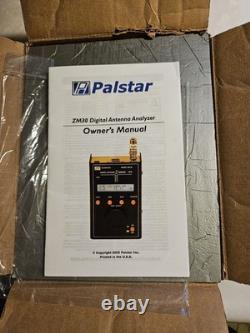 Palstar
ZM30 Digital Antenna Analyzer
Owner's Manual
© Copyright 2005 Palstar Inc.
Printed in the U.S.A.